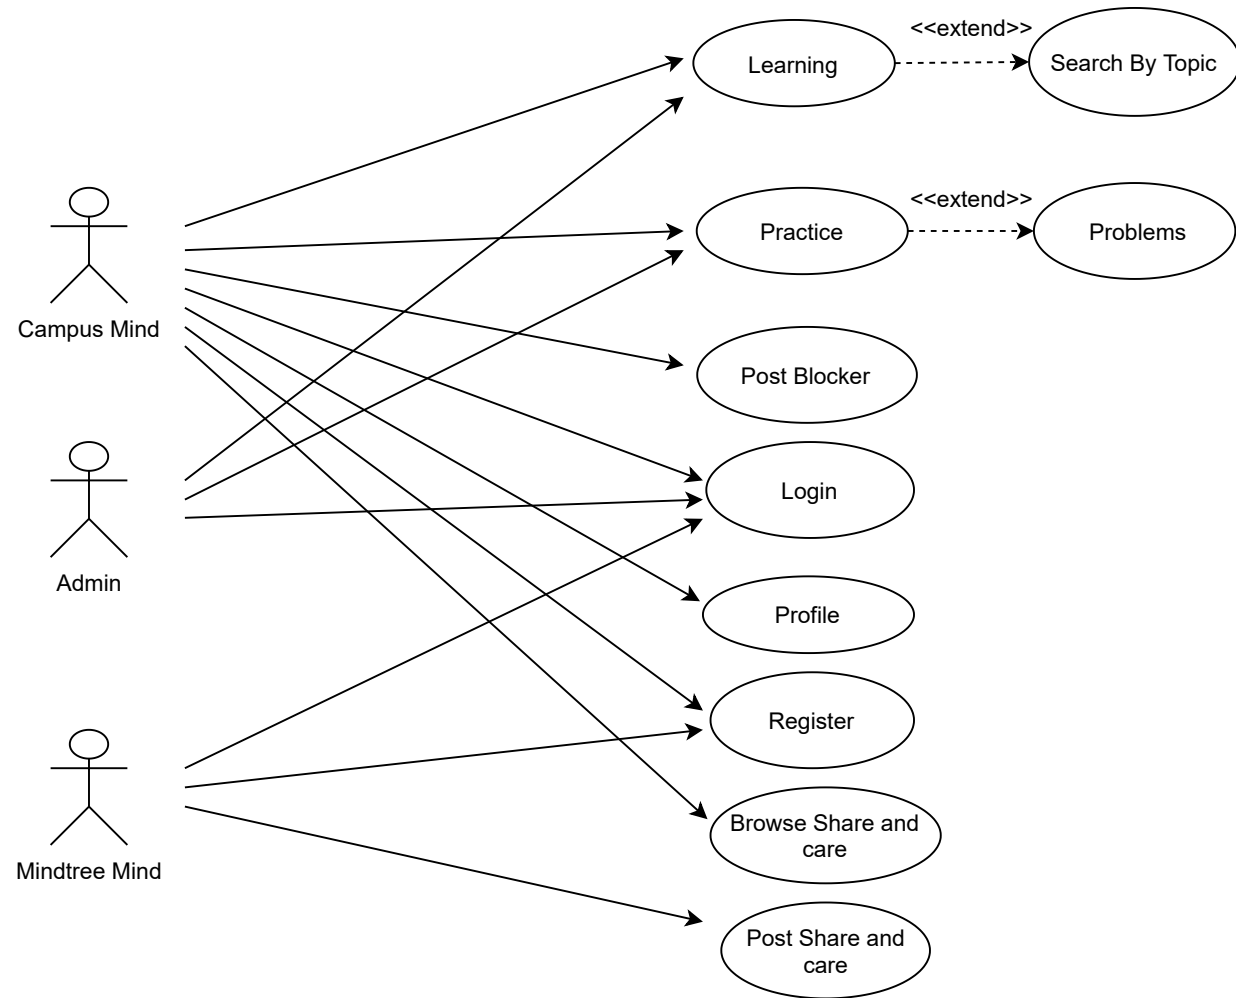 <<extend>>
Learning
Search By Topic
<<extend>>
Practice
Problems
Campus Mind
Post Blocker
Login
Admin
Profile
Register
Browse Share and
care
Mindtree Mind
Post Share and
care